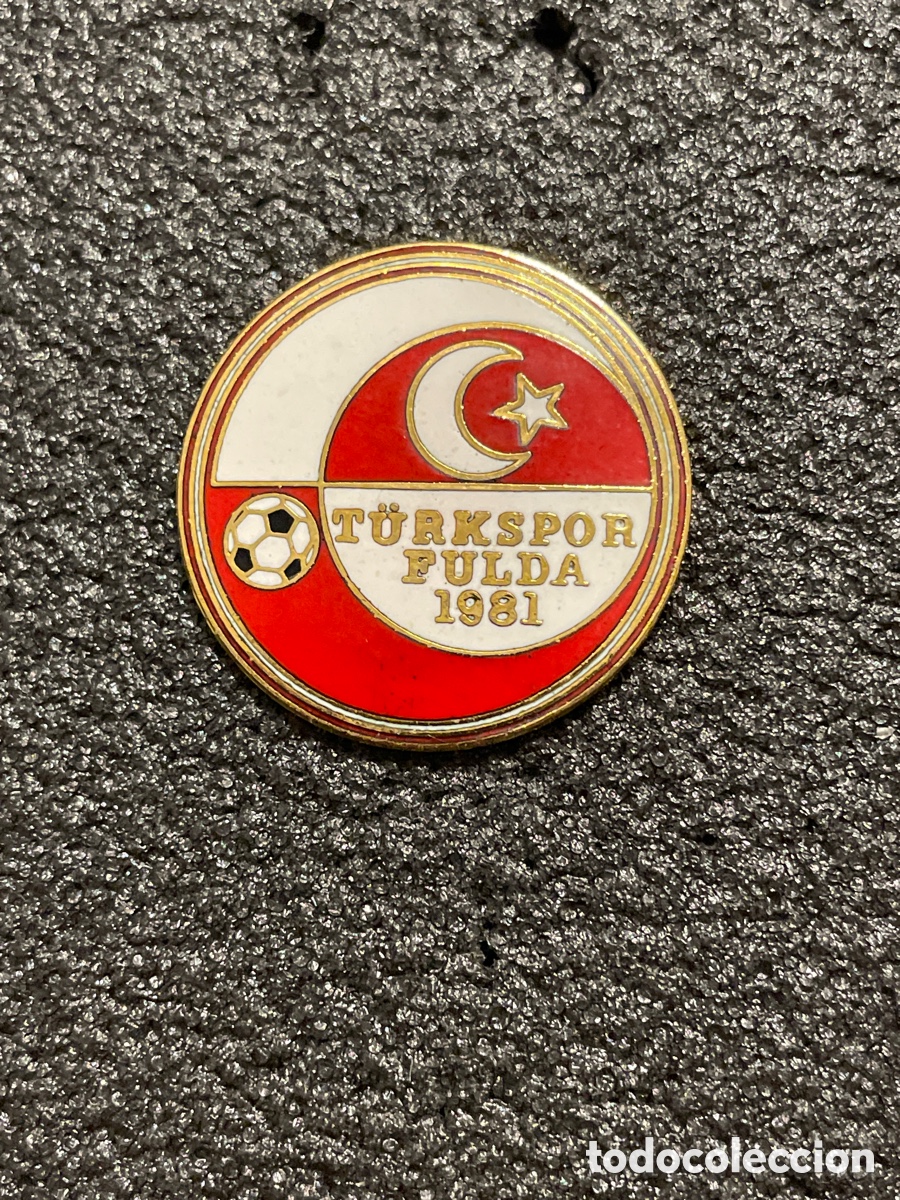 TÜRKSPOR
FULDA
1981
todocoleccion